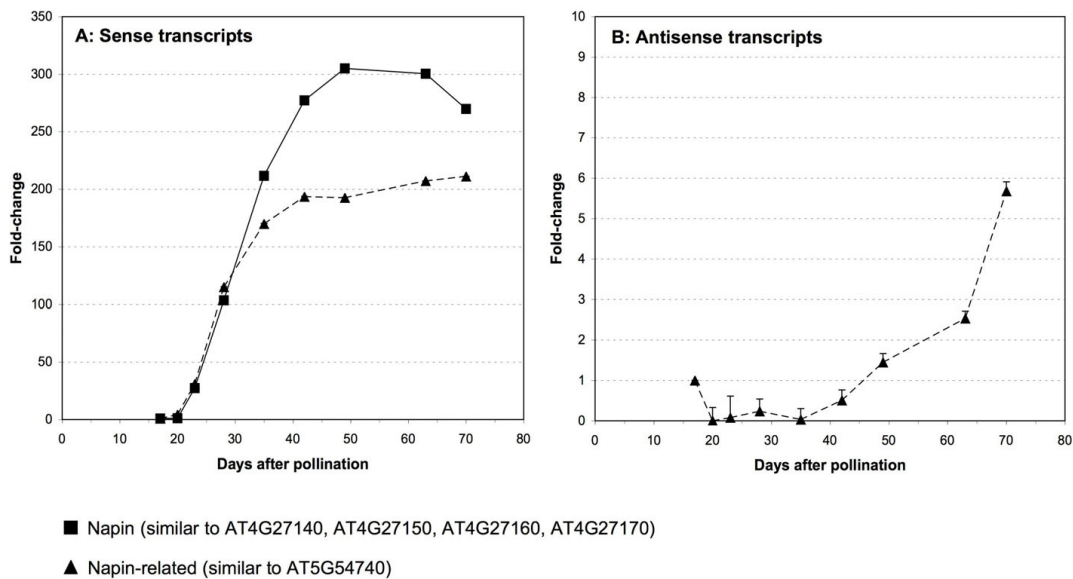 A: Sense transcripts
350
300
250
200
150
100
50
0
Fold-change
0 10 20 30 40 50 60 70 80
Days after pollination
B: Antisense transcripts
10
9
8
7
6
5
4
3
2
1
0
Fold-change
0 10 20 30 40 50 60 70 80
Days after pollination
Napin (similar to AT4G27140, AT4G27150, AT4G27160, AT4G27170)
Napin-related (similar to AT5G54740)